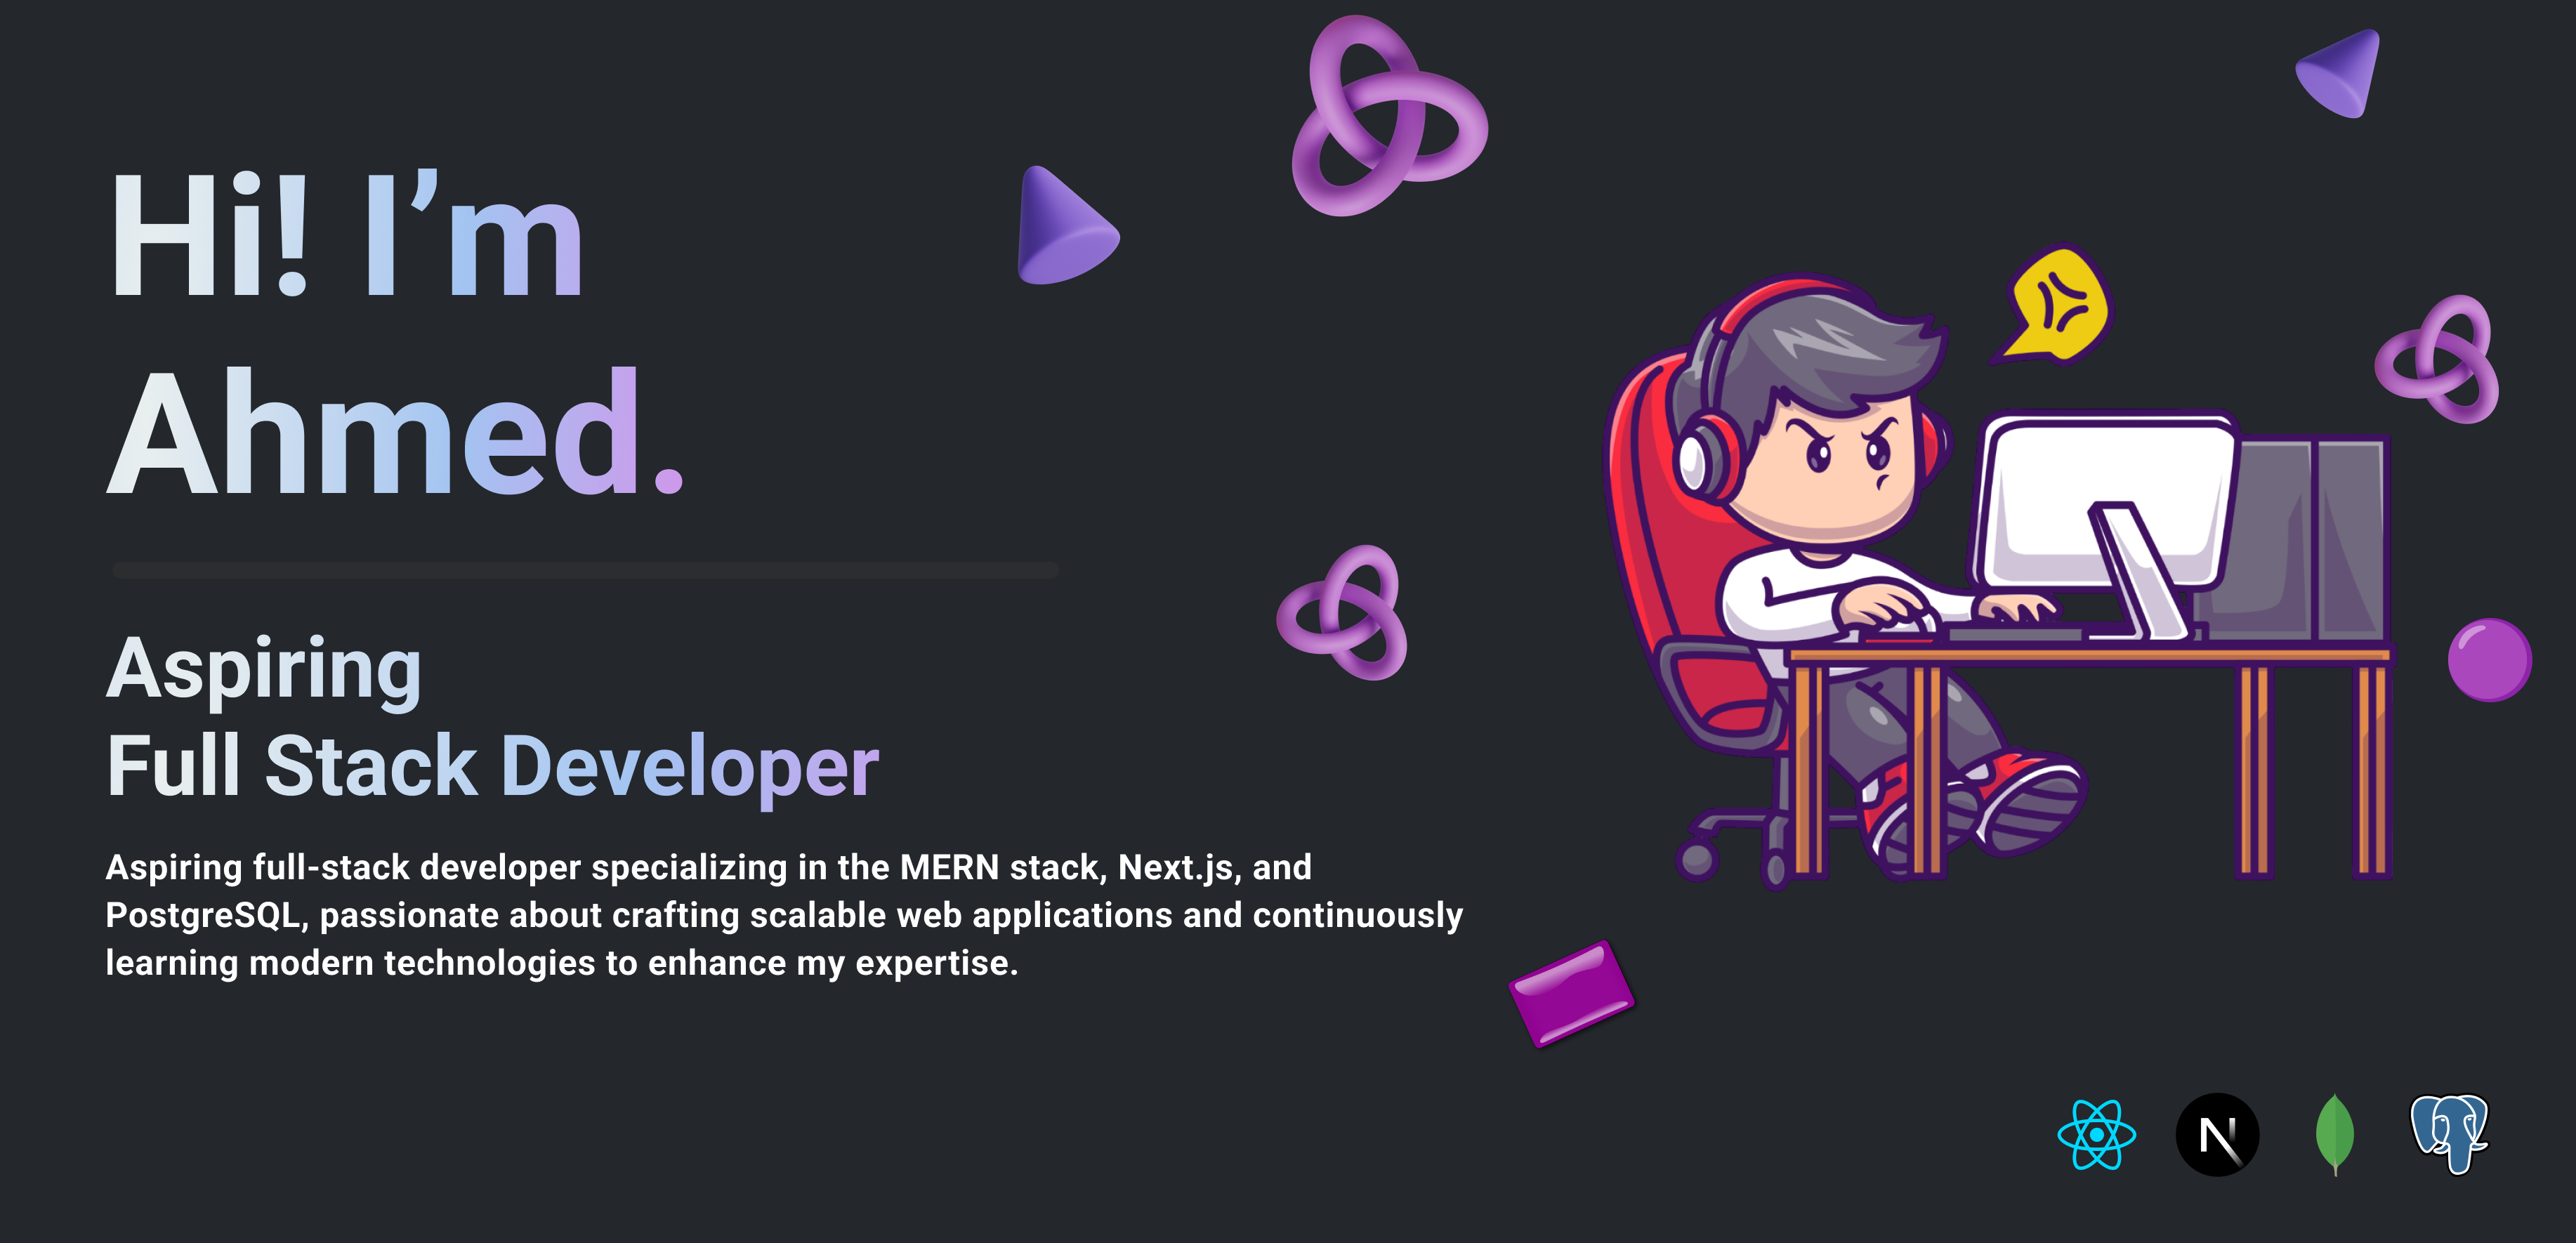 Hi! I’m
Ahmed.
Aspiring
Full Stack Developer
Aspiring full-stack developer specializing in the MERN stack, Next.js, and
PostgreSQL, passionate about crafting scalable web applications and continuously
learning modern technologies to enhance my expertise.
N